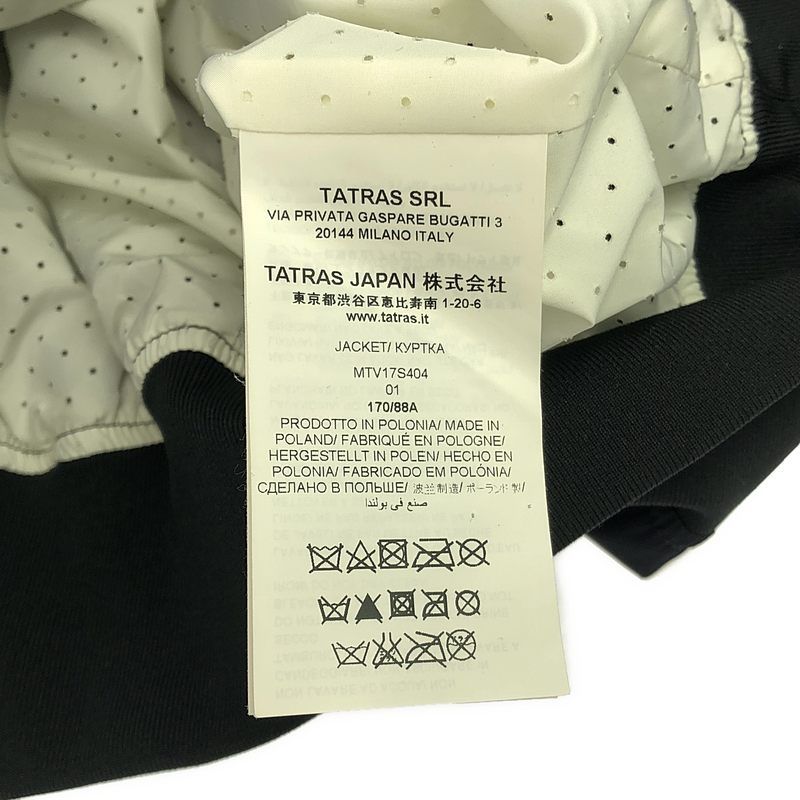 TATRAS SRL
VIA PRIVATA GASPARE BUGATTI 3
20144 MILANO ITALY
TATRAS JAPAN 株式会社
東京都渋谷区恵比寿南 1-20-6
www.tatras.it
JACKET/ КУРТКА
MTV17S404
01
170/88A
PRODOTTO IN POLONIA/ MADE IN
POLAND/ FABRIQUÉ EN POLOGNE/
HERGESTELLT IN POLEN/ HECHO EN
POLONIA/ FABRICADO EM POLÓNIA/
СДЕЛАНО В ПОЛЬШЕ/ 波兰制造/ ポーランド製/
صنع في بولندا